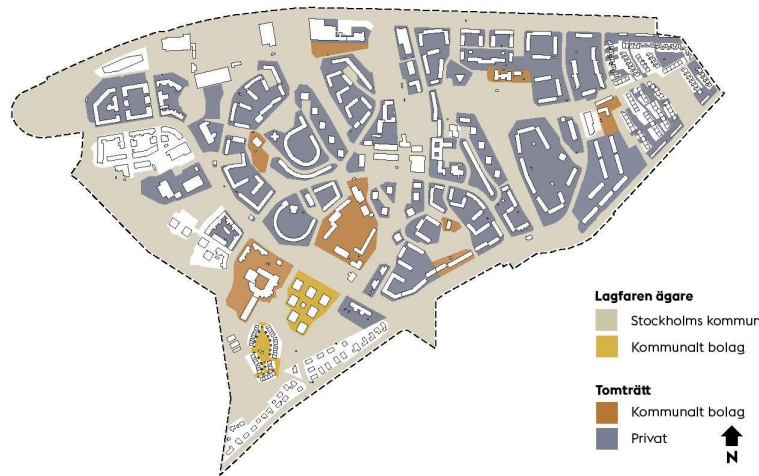 Lagfaren ägare
Stockholms kommun
Kommunalt bolag
Tomträtt
Kommunalt bolag
Privat
N